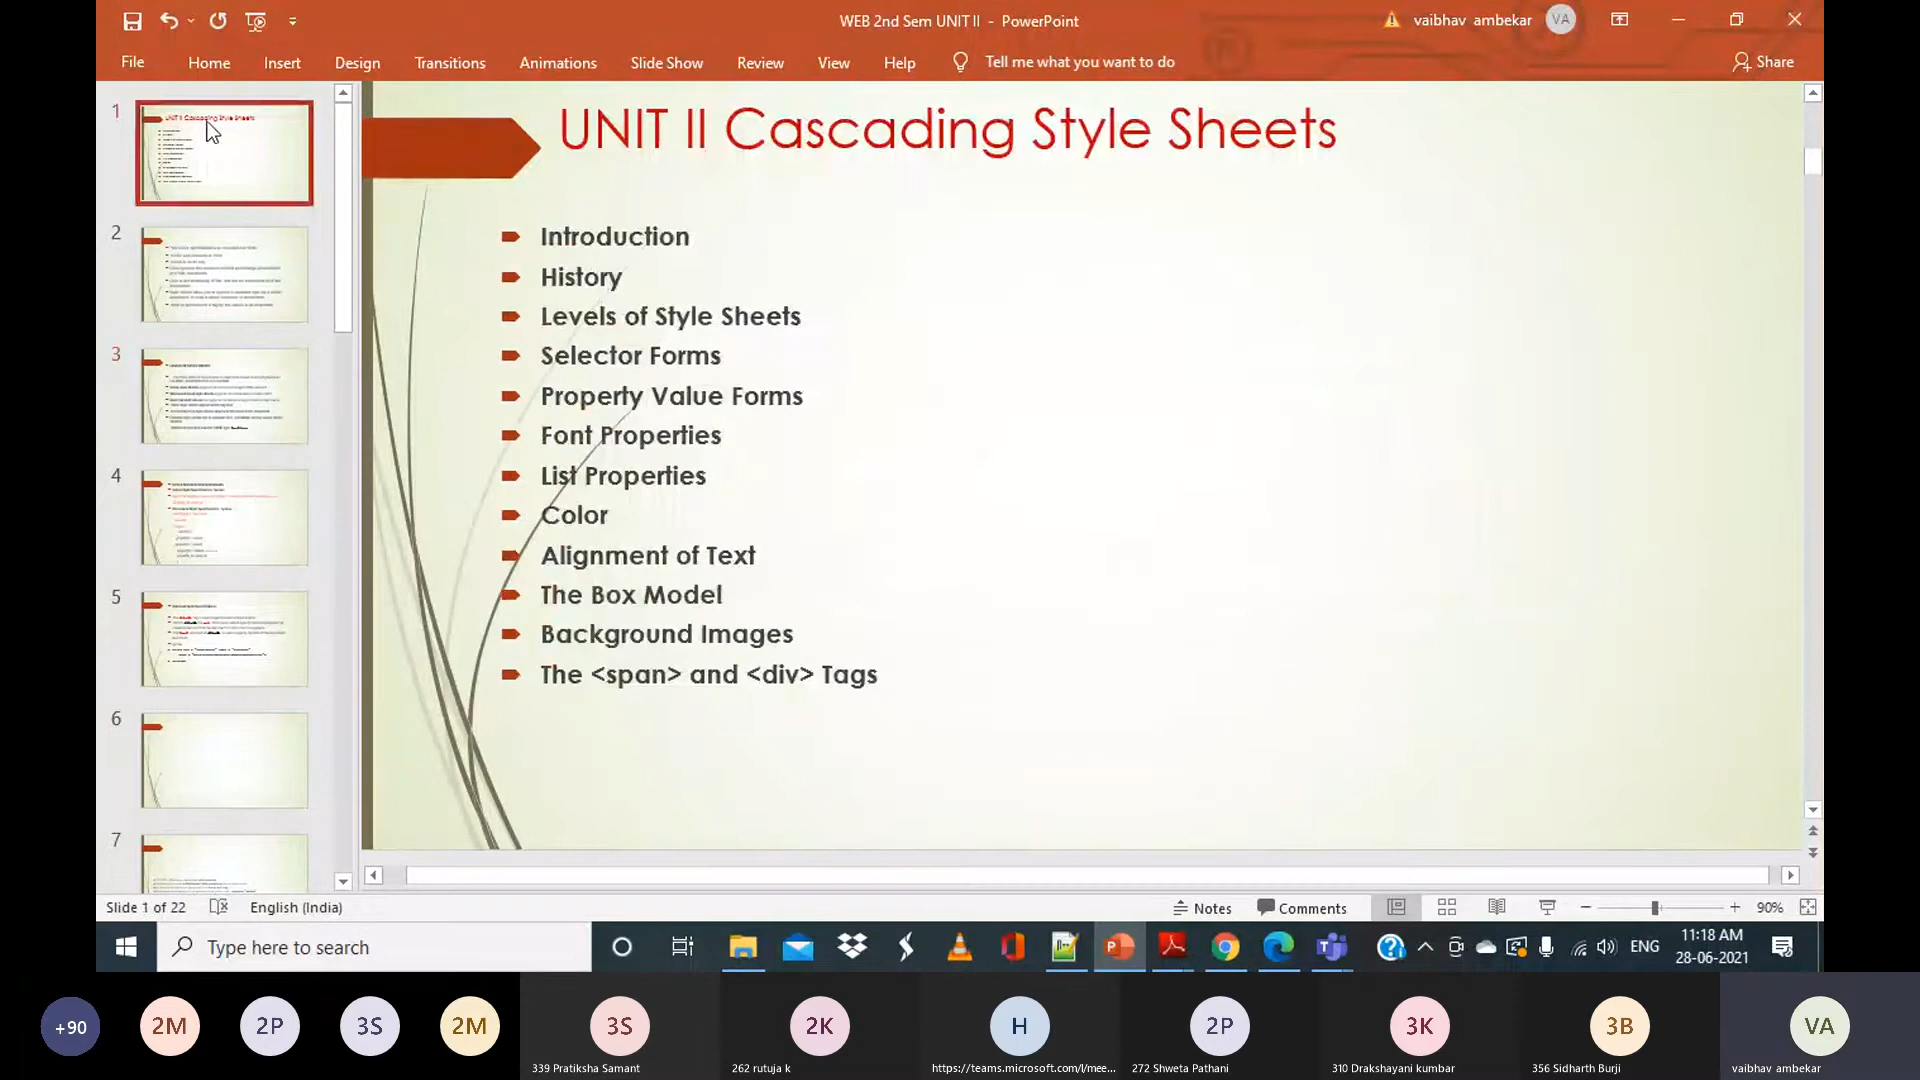 WEB 2nd Sem UNIT II - PowerPoint
vaibhav ambekar
VA
File
Home
Insert
Design
Transitions
Animations
Slide Show
Review
View
Help
Tell me what you want to do
Share
1
UNIT II Cascading Style Sheets
2
3
4
5
6
7
UNIT II Cascading Style Sheets
Introduction
History
Levels of Style Sheets
Selector Forms
Property Value Forms
Font Properties
List Properties
Color
Alignment of Text
The Box Model
Background Images
The <span> and <div> Tags
Slide 1 of 22
English (India)
Notes
Comments
90%
Type here to search
ENG
11:18 AM
28-06-2021
+90
2M
2P
3S
2M
3S
339 Pratiksha Samant
2K
262 rutuja k
H
https://teams.microsoft.com/l/mee...
2P
272 Shweta Pathani
3K
310 Drakshayani kumbar
3B
356 Sidharth Burji
VA
vaibhav ambekar